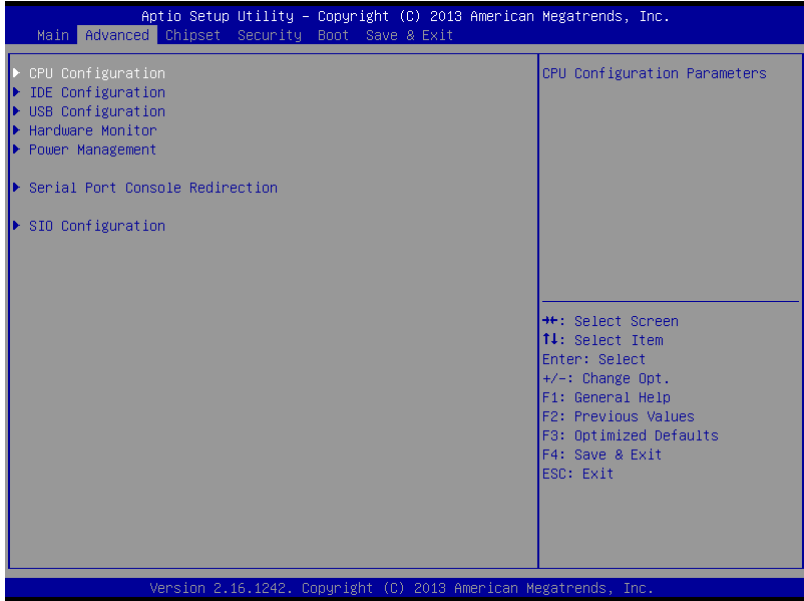 Aptio Setup Utility – Copyright (C) 2013 American Megatrends, Inc.
Main Advanced Chipset Security Boot Save & Exit
CPU Configuration
IDE Configuration
USB Configuration
Hardware Monitor
Power Management
Serial Port Console Redirection
SIO Configuration
CPU Configuration Parameters
→←: Select Screen
↑↓: Select Item
Enter: Select
+/-: Change Opt.
F1: General Help
F2: Previous Values
F3: Optimized Defaults
F4: Save & Exit
ESC: Exit
Version 2.16.1242. Copyright (C) 2013 American Megatrends, Inc.